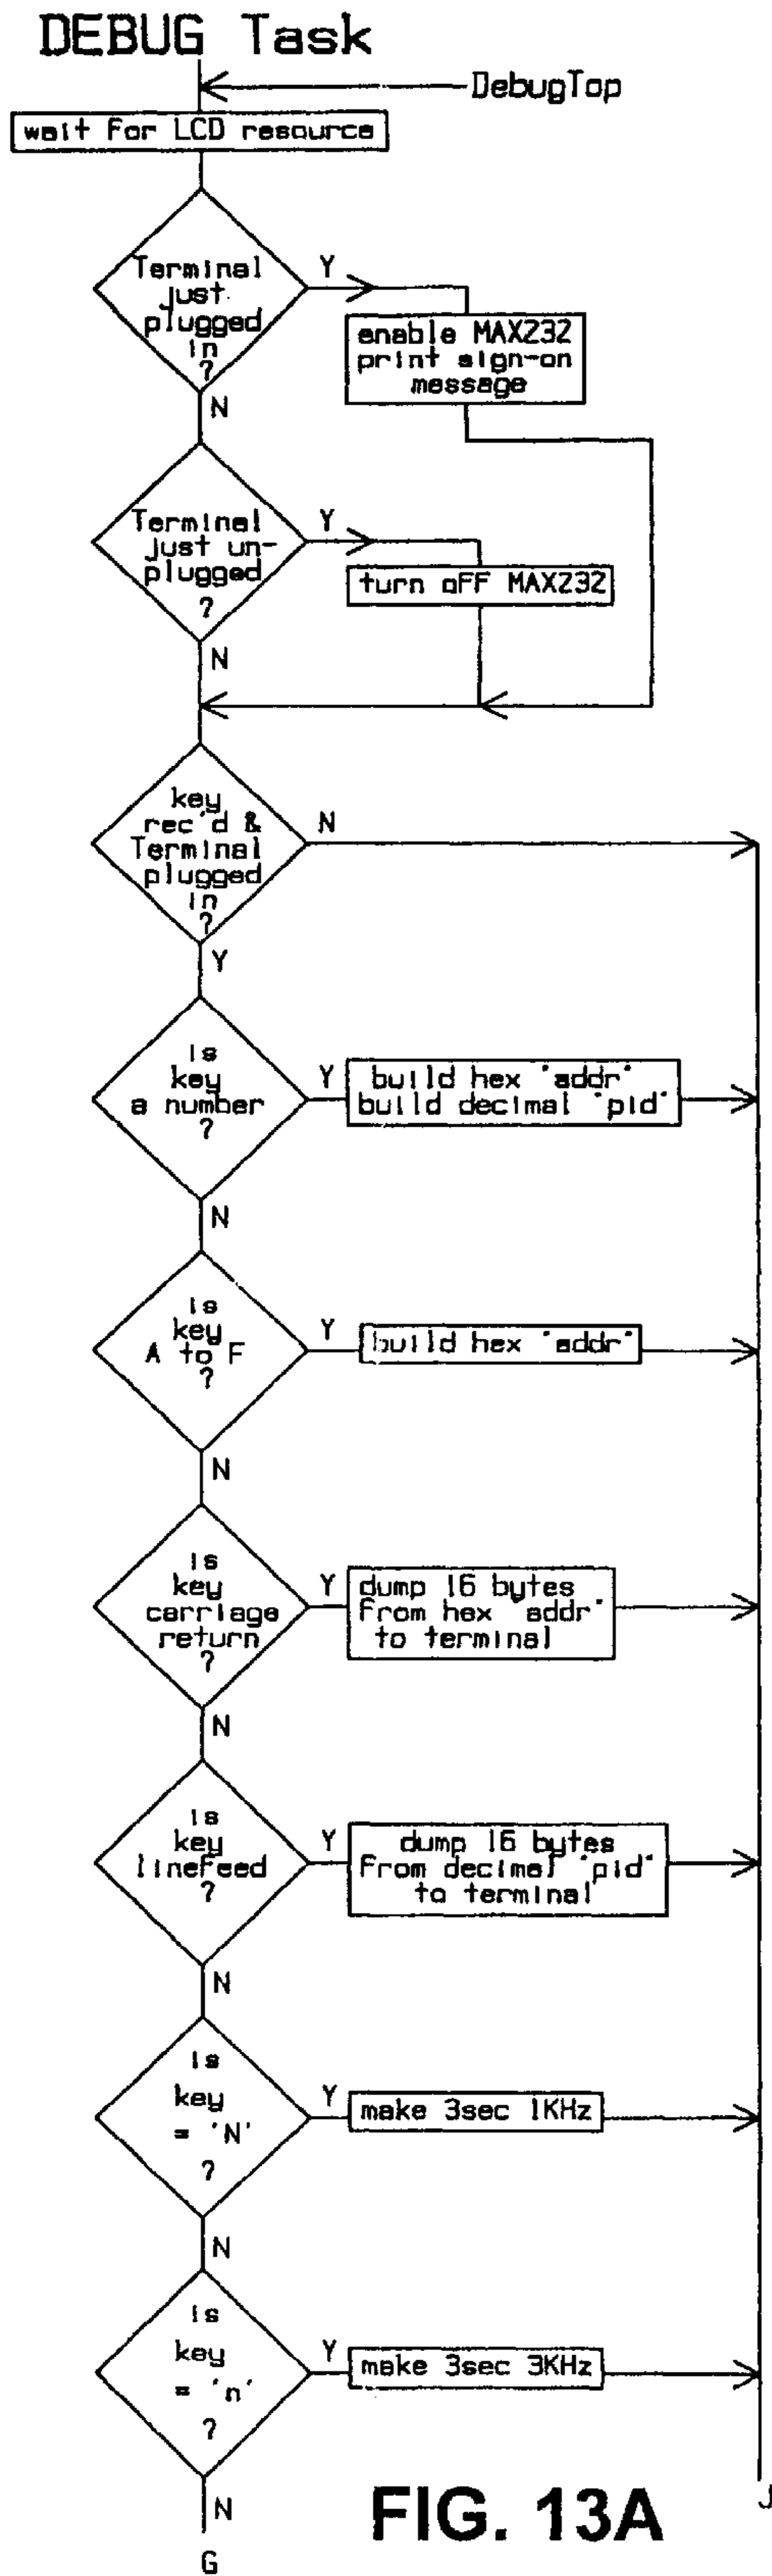 DEBUG Task
DebugTop
wait for LCD resource
Terminal
just
plugged
in
?
Y
enable MAX232
print sign-on
message
N
Terminal
just un-
plugged
?
Y
turn off MAX232
N
key
rec'd &
Terminal
plugged
in
?
N
Y
is
key
a number
?
Y
build hex 'addr'
build decimal 'pid'
N
is
key
A to F
?
Y
build hex 'addr'
N
is
key
carriage
return
?
Y
dump 16 bytes
from hex 'addr'
to terminal
N
is
key
linefeed
?
Y
dump 16 bytes
from decimal 'pid'
to terminal
N
is
key
= 'N'
?
Y
make 3sec 1KHz
N
is
key
= 'n'
?
Y
make 3sec 3KHz
N
G
J
FIG. 13A